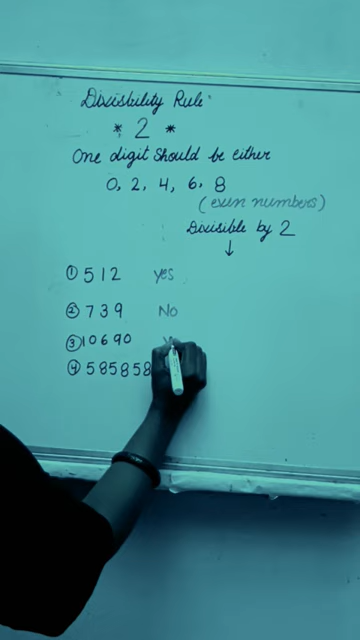 Divisibility Rule:
* 2 *
One digit should be either
0, 2, 4, 6, 8
(even numbers)
Divisible by 2
↓
① 512 yes
② 739 No
③ 10690
④ 585858